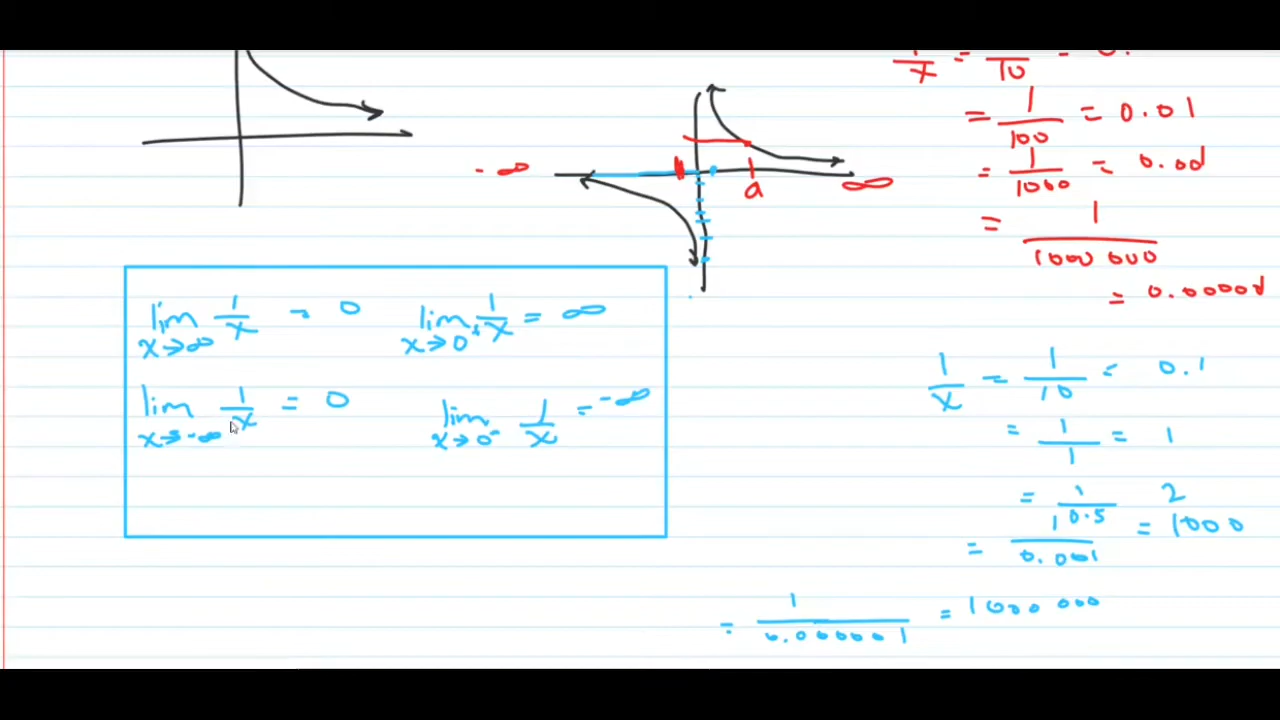 1/x = 1/10 = 0.
= 1/100 = 0.01
= 1/1000 = 0.001
= 1/1000 000
= 0.000001
-∞
a
∞
lim x→∞ 1/x = 0
lim x→0⁺ 1/x = ∞
lim x→-∞ 1/x = 0
lim x→0⁻ 1/x = -∞
1/x = 1/10 = 0.1
= 1/1 = 1
= 1/0.5 2
= 1/0.001 = 1000
= 1/0.000001 = 1000 000